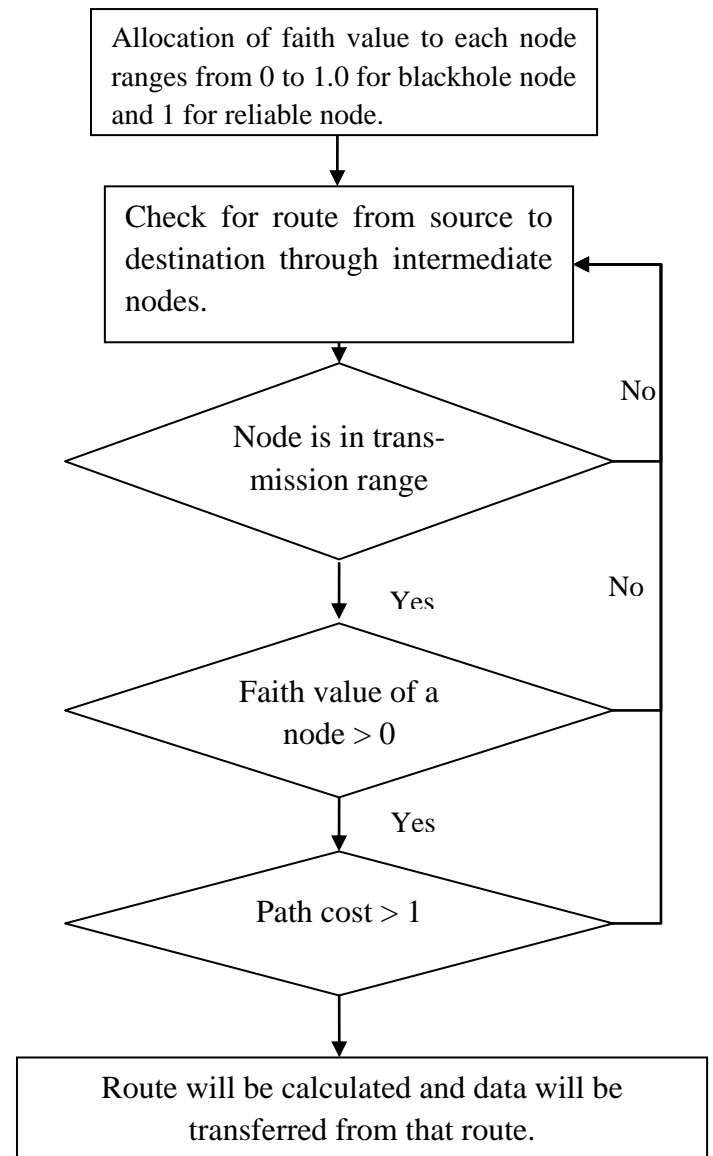 Allocation of faith value to each node
ranges from 0 to 1.0 for blackhole node
and 1 for reliable node.
Check for route from source to
destination through intermediate
nodes.
No
Node is in trans-
mission range
No
Yes
Faith value of a
node > 0
Yes
Path cost > 1
Route will be calculated and data will be
transferred from that route.